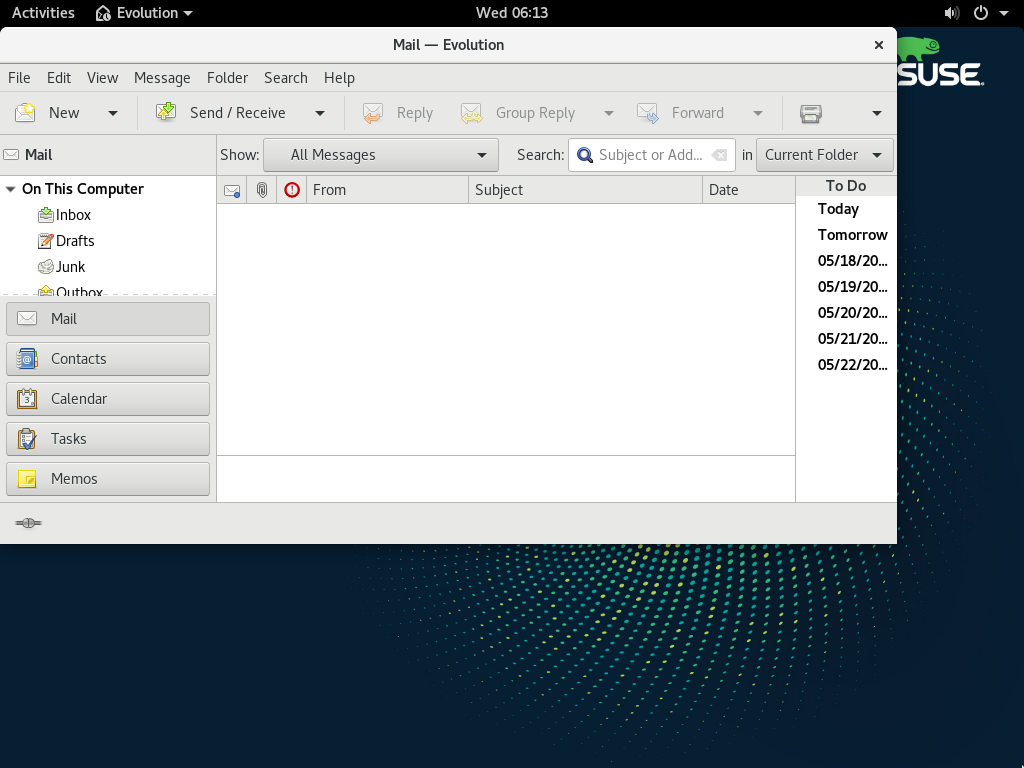 Activities Evolution Wed 06:13
Mail — Evolution
SUSE
File Edit View Message Folder Search Help
New Send / Receive Reply Group Reply Forward
Mail Show: All Messages Search: Subject or Add... in Current Folder
On This Computer From Subject Date To Do
Inbox
Drafts
Junk
Outbox
Today
Tomorrow
05/18/20...
05/19/20...
05/20/20...
05/21/20...
05/22/20...
Mail
Contacts
Calendar
Tasks
Memos